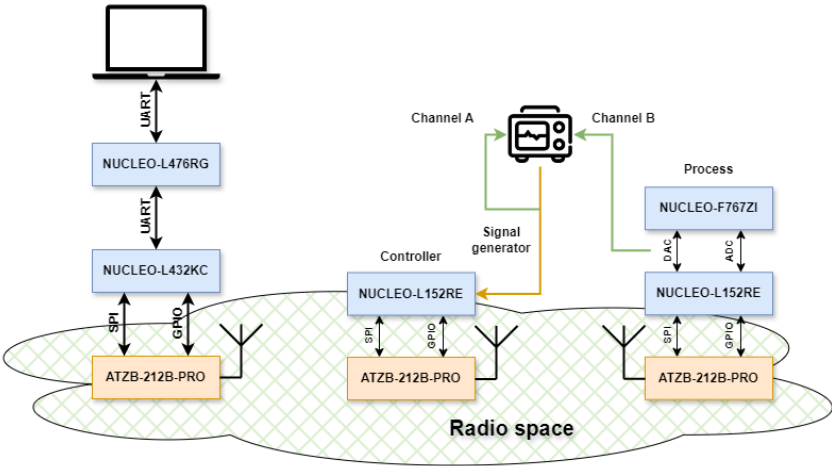 UART
NUCLEO-L476RG
UART
NUCLEO-L432KC
SPI
GPIO
ATZB-212B-PRO
Channel A
Channel B
Signal
generator
Controller
NUCLEO-L152RE
SPI
GPIO
ATZB-212B-PRO
Process
NUCLEO-F767ZI
DAC
ADC
NUCLEO-L152RE
SPI
GPIO
ATZB-212B-PRO
Radio space